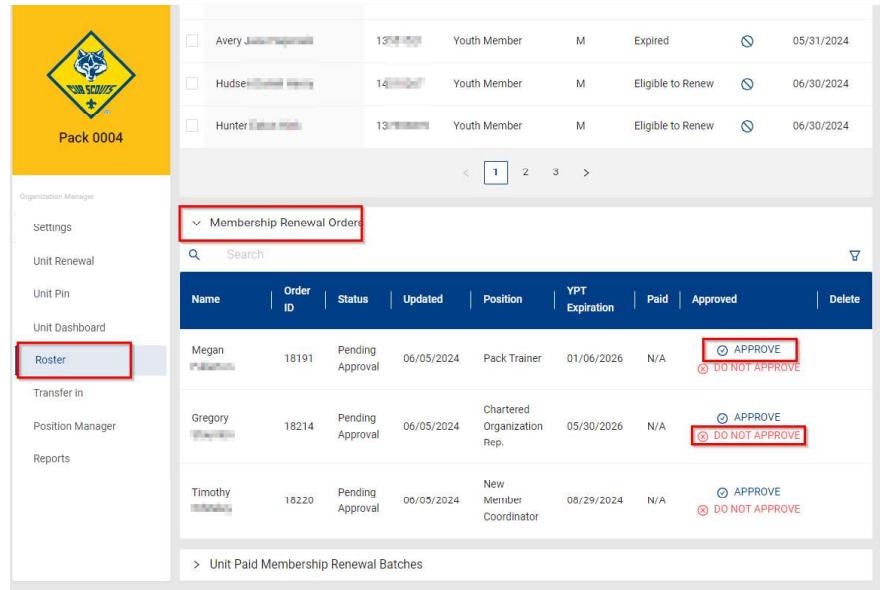 CUB SCOUTS
Pack 0004
Organization Manager
Settings
Unit Renewal
Unit Pin
Unit Dashboard
Roster
Transfer in
Position Manager
Reports
Avery Youth Member M Expired 05/31/2024
Youth Member M Eligible to Renew 06/30/2024
Hunter Youth Member M Eligible to Renew 06/30/2024
< 1 2 3 >
Membership Renewal Orders
Search
Name Order ID Status Updated Position YPT Expiration Paid Approved Delete
Megan 18191 Pending Approval 06/05/2024 Pack Trainer 01/06/2026 N/A APPROVE
DO NOT APPROVE
Gregory 18214 Pending Approval 06/05/2024 Chartered Organization Rep. 05/30/2026 N/A APPROVE
DO NOT APPROVE
Timothy 18220 Pending Approval 06/05/2024 New Member Coordinator 08/29/2024 N/A APPROVE
DO NOT APPROVE
> Unit Paid Membership Renewal Batches